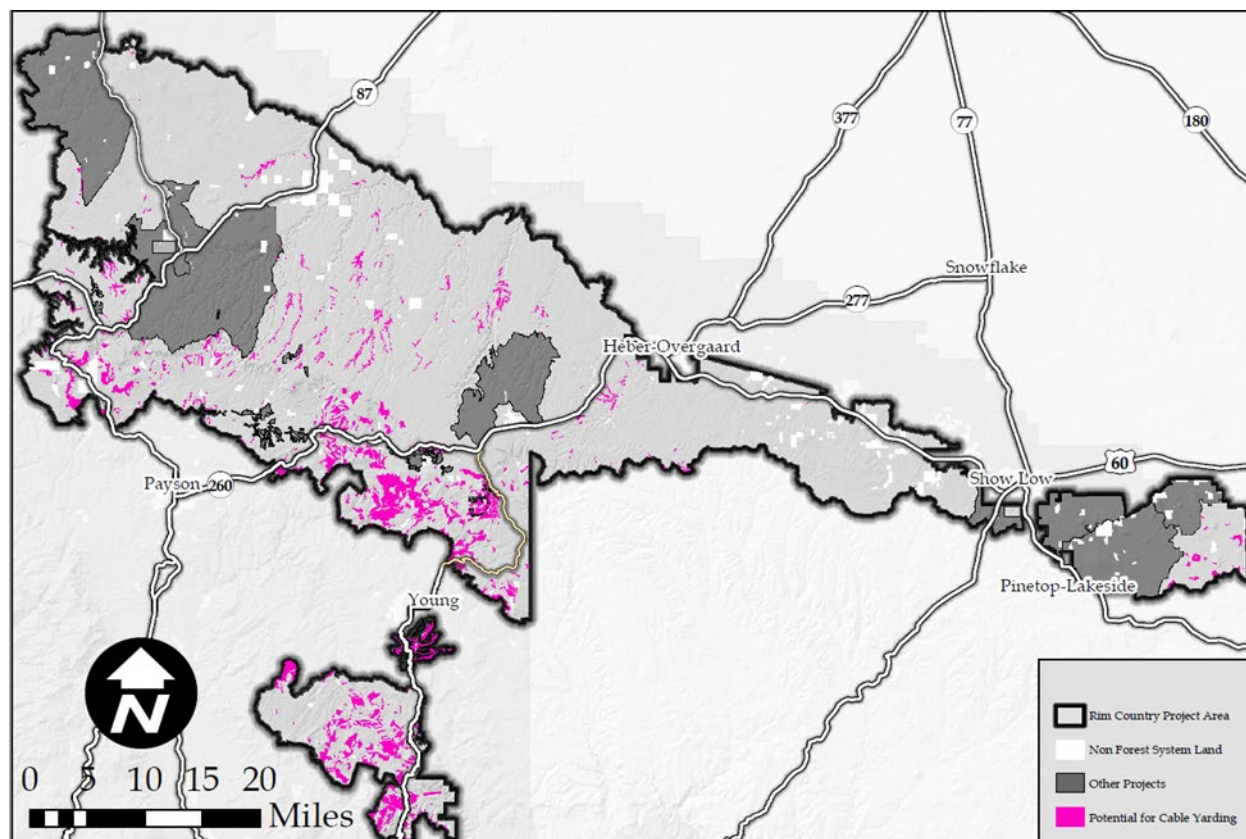 87
377
77
180
Snowflake
277
Heber-Overgaard
Show Low
60
Payson
260
Pinetop-Lakeside
Young
N
0 5 10 15 20
Miles
Rim Country Project Area
Non Forest System Land
Other Projects
Potential for Cable Yarding